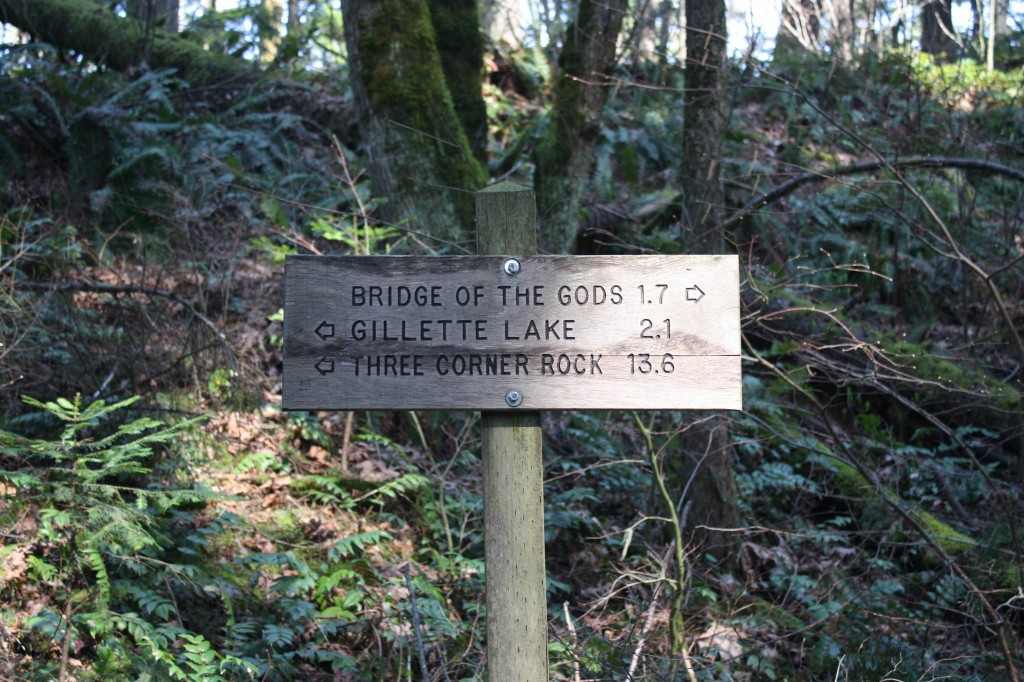 BRIDGE OF THE GODS 1.7 ⇨
⇦ GILLETTE LAKE 2.1
⇦ THREE CORNER ROCK 13.6